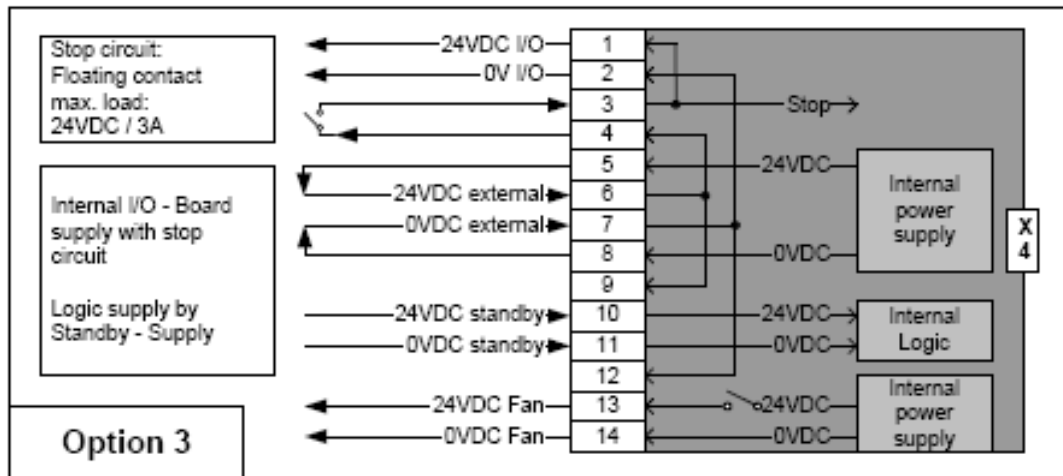 Stop circuit:
Floating contact
max. load:
24VDC / 3A
Internal I/O - Board
supply with stop
circuit
Logic supply by
Standby - Supply
Option 3
24VDC I/O
0V I/O
24VDC external
0VDC external
24VDC standby
0VDC standby
24VDC Fan
0VDC Fan
1
2
3
4
5
6
7
8
9
10
11
12
13
14
Stop
24VDC
0VDC
24VDC
0VDC
24VDC
0VDC
Internal
power
supply
Internal
Logic
Internal
power
supply
X
4